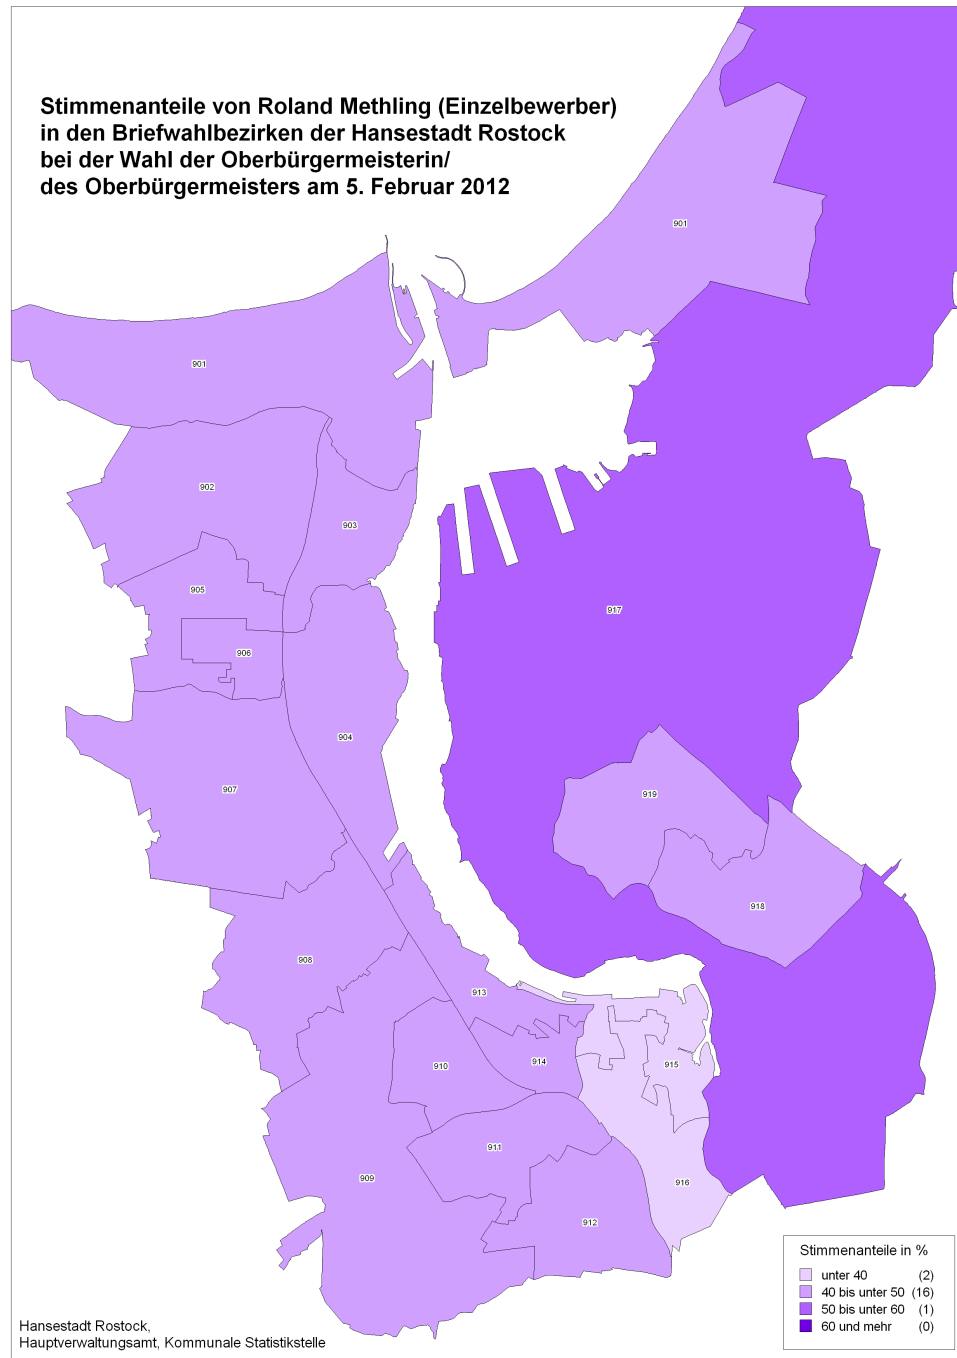 Stimmenanteile von Roland Methling (Einzelbewerber)
in den Briefwahlbezirken der Hansestadt Rostock
bei der Wahl der Oberbürgermeisterin/
des Oberbürgermeisters am 5. Februar 2012
901
901
902
903
905
917
906
904
907
919
918
908
913
914
915
910
911
909
916
912
Stimmenanteile in %
unter 40 (2)
40 bis unter 50 (16)
50 bis unter 60 (1)
60 und mehr (0)
Hansestadt Rostock,
Hauptverwaltungsamt, Kommunale Statistikstelle